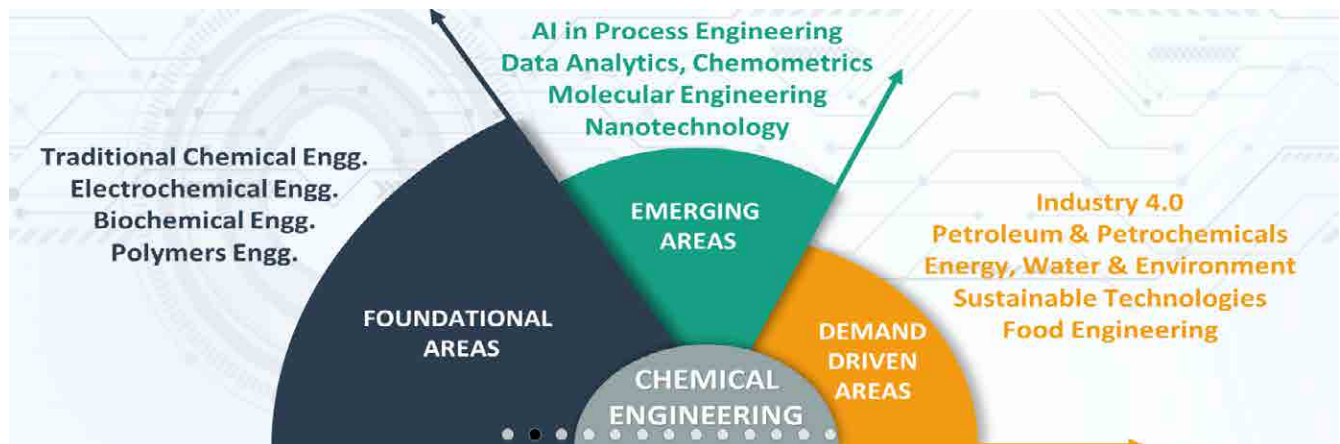 AI in Process Engineering
Data Analytics, Chemometrics
Molecular Engineering
Nanotechnology
Traditional Chemical Engg.
Electrochemical Engg.
Biochemical Engg.
Polymers Engg.
EMERGING
AREAS
Industry 4.0
Petroleum & Petrochemicals
Energy, Water & Environment
Sustainable Technologies
Food Engineering
FOUNDATIONAL
AREAS
DEMAND
DRIVEN
AREAS
CHEMICAL
ENGINEERING